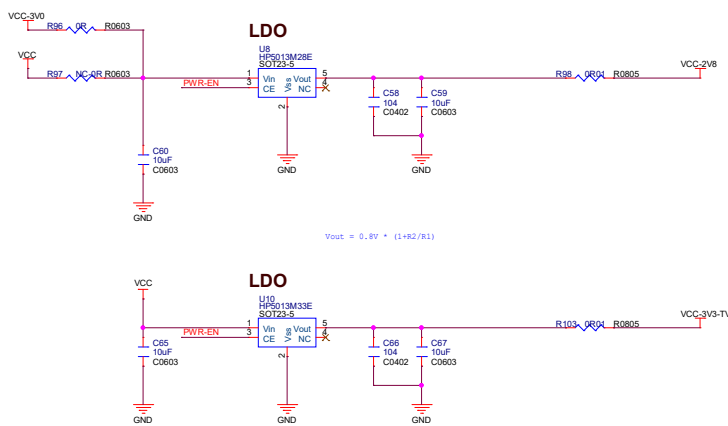 VCC-3V0
R96 0R R0603
LDO
U8
HP5013M28E
SOT23-5
VCC
R97 NC-0R R0603
PWR-EN
1 Vin
3 CE
Vss
2
Vout 5
NC 4
C58
104
C0402
C59
10uF
C0603
R98 0R01 R0805
VCC-2V8
C60
10uF
C0603
GND
GND
GND
Vout = 0.8V * (1+R2/R1)
LDO
VCC
U10
HP5013M33E
SOT23-5
PWR-EN
1 Vin
3 CE
Vss
2
Vout 5
NC 4
C65
10uF
C0603
C66
104
C0402
C67
10uF
C0603
R103 0R01 R0805
VCC-3V3-TV
GND
GND
GND